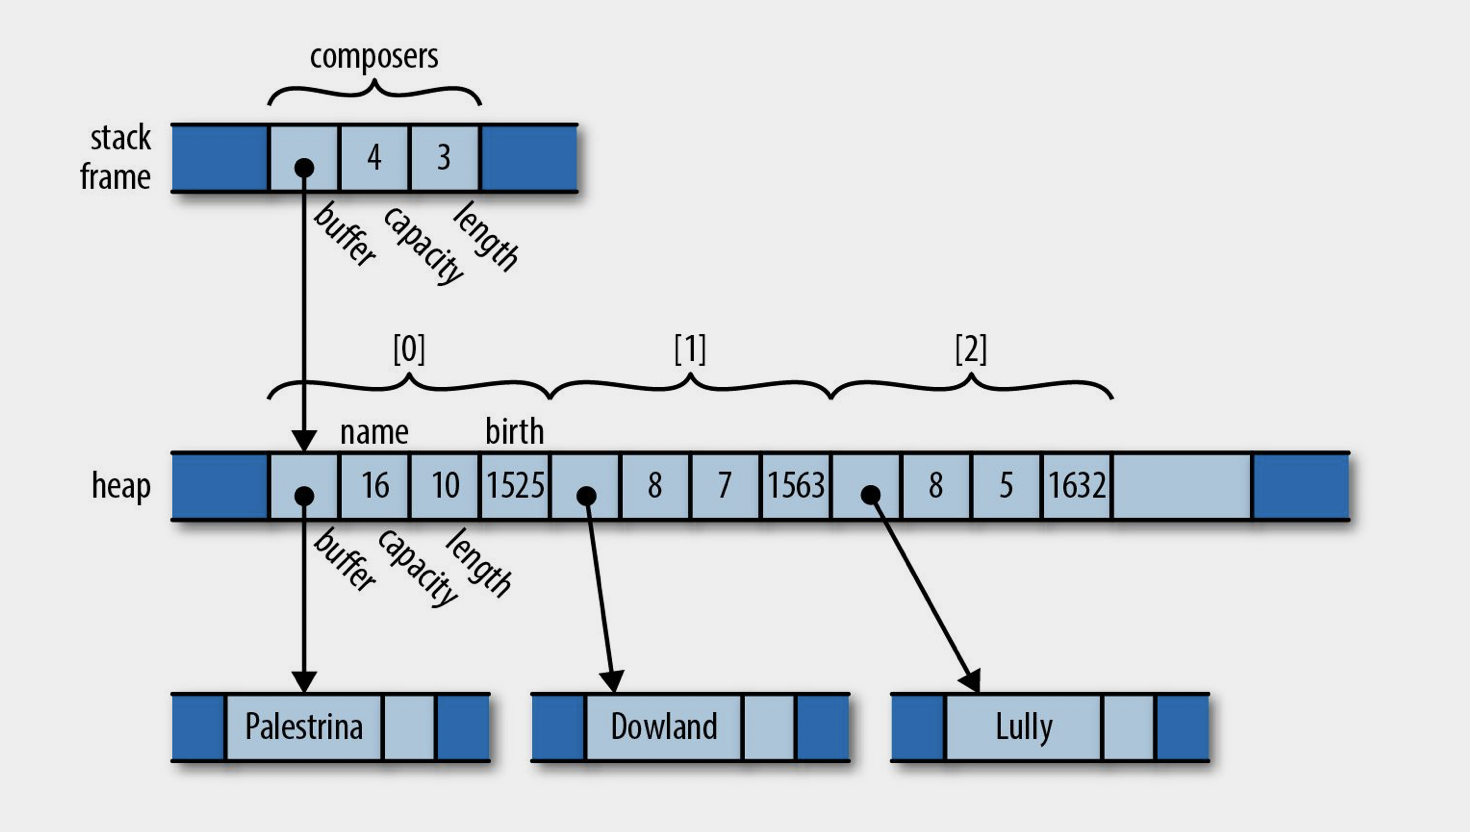 composers
stack
frame
4 3
buffer capacity length
[0] [1] [2]
name birth
heap
16 10 1525 8 7 1563 8 5 1632
buffer capacity length
Palestrina Dowland Lully